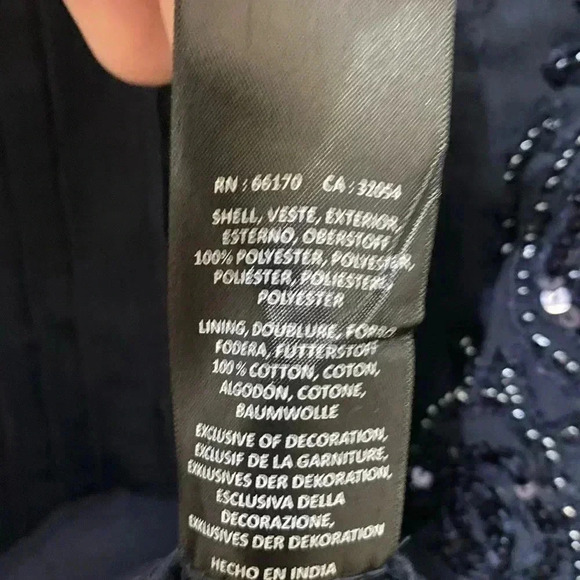 RN : 66170 CA : 32054
SHELL, VESTE, EXTERIOR,
ESTERNO, OBERSTOFF
100% POLYESTER, POLYESTER,
POLIÉSTER, POLIESTERE,
POLYESTER
LINING, DOUBLURE, FORRO
FODERA, FUTTERSTOFF
100% COTTON, COTON,
ALGODÓN, COTONE,
BAUMWOLLE
EXCLUSIVE OF DECORATION,
EXCLUSIF DE LA GARNITURE,
EXKLUSIVES DER DEKORATION,
ESCLUSIVA DELLA
DECORAZIONE,
EXKLUSIVES DER DEKORATION
HECHO EN INDIA